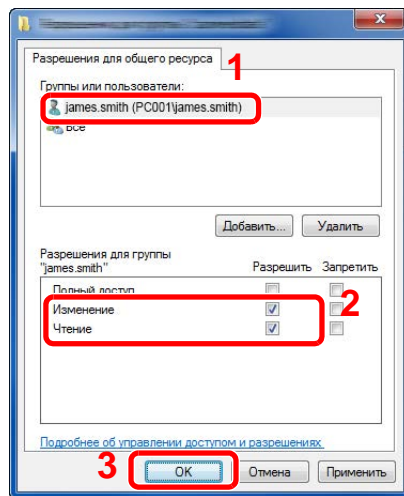 Разрешения для общего ресурса
1
Группы или пользователи:
james.smith (PC001\james.smith)
Все
Добавить... Удалить
Разрешения для группы
"james.smith" Разрешить Запретить
Полный доступ
Изменение
2
Чтение
Подробнее об управлении доступом и разрешениях
3
OK Отмена Применить